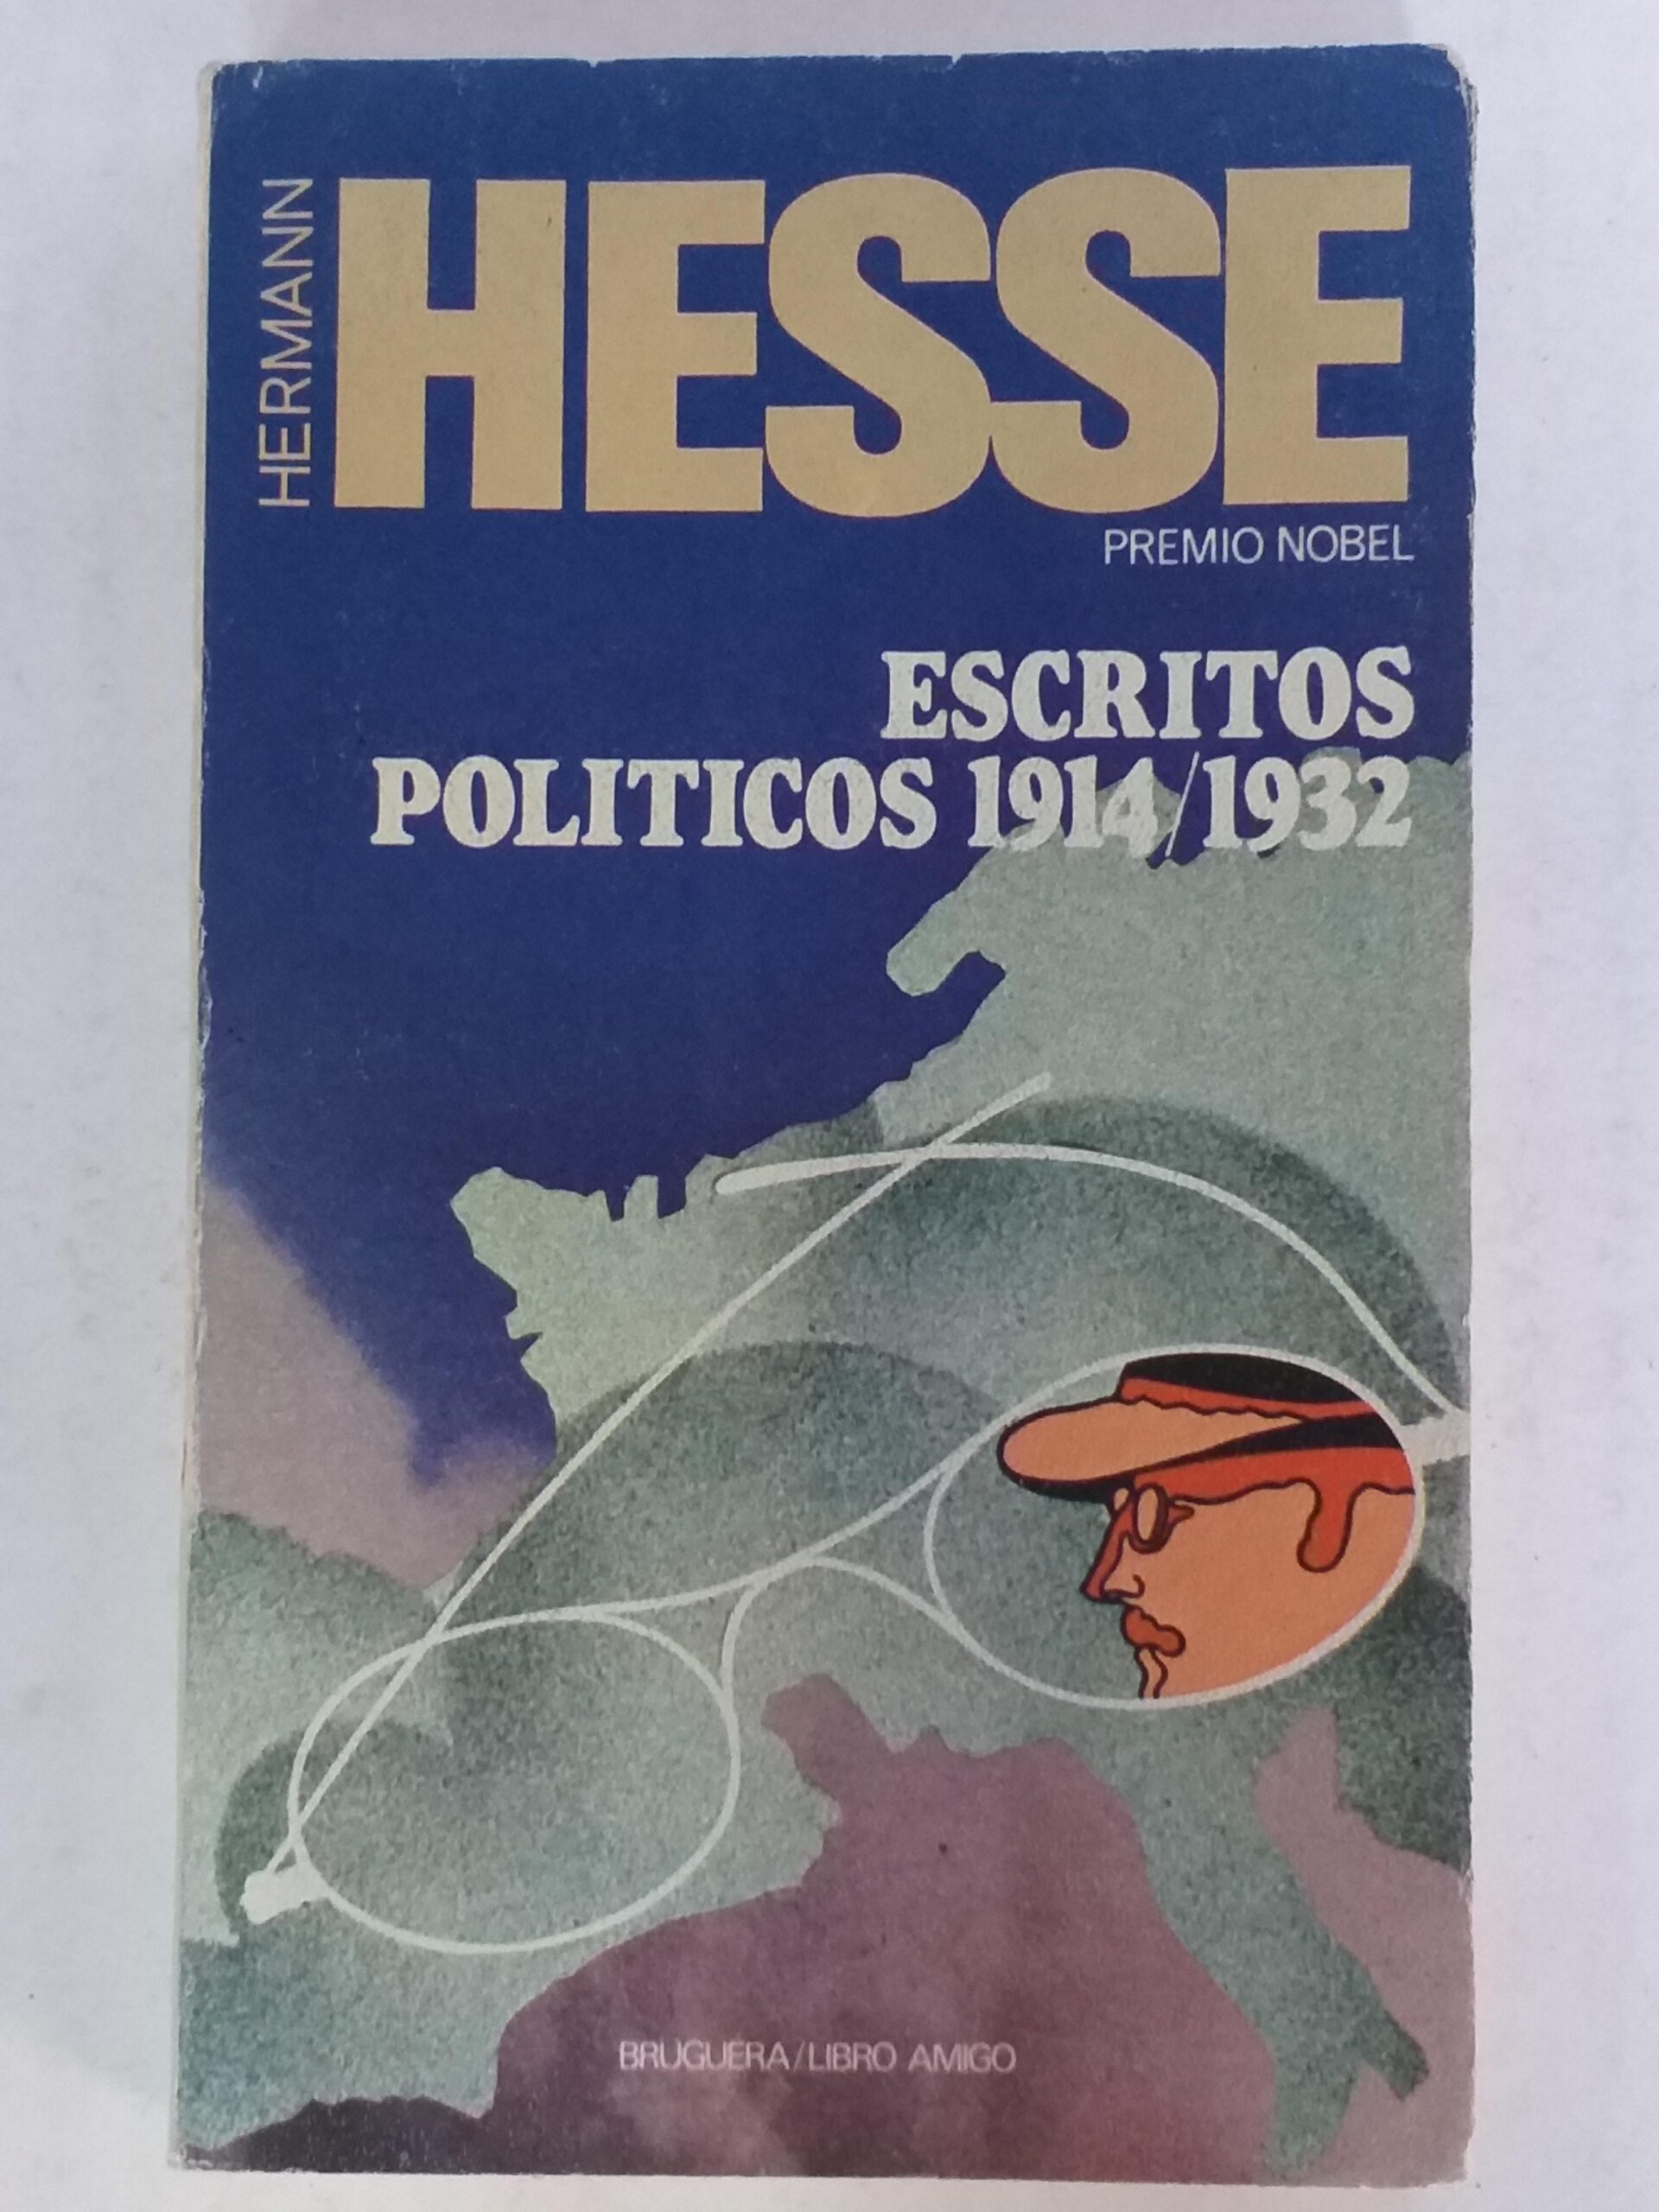 HERMANN
HESSE
PREMIO NOBEL
ESCRITOS
POLITICOS 1914/1932
BRUGUERA/LIBRO AMIGO